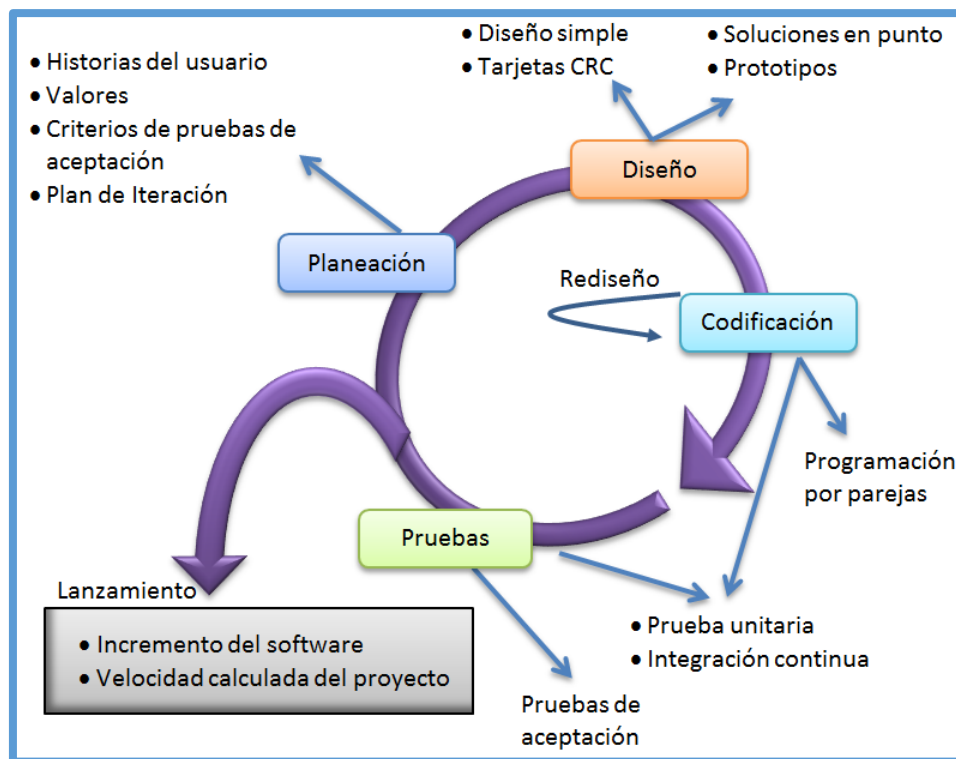 • Historias del usuario
• Valores
• Criterios de pruebas de
aceptación
• Plan de Iteración
• Diseño simple
• Tarjetas CRC
• Soluciones en punto
• Prototipos
Diseño
Planeación
Rediseño
Codificación
Programación
por parejas
Pruebas
Lanzamiento
• Incremento del software
• Velocidad calculada del proyecto
• Prueba unitaria
• Integración continua
Pruebas de
aceptación